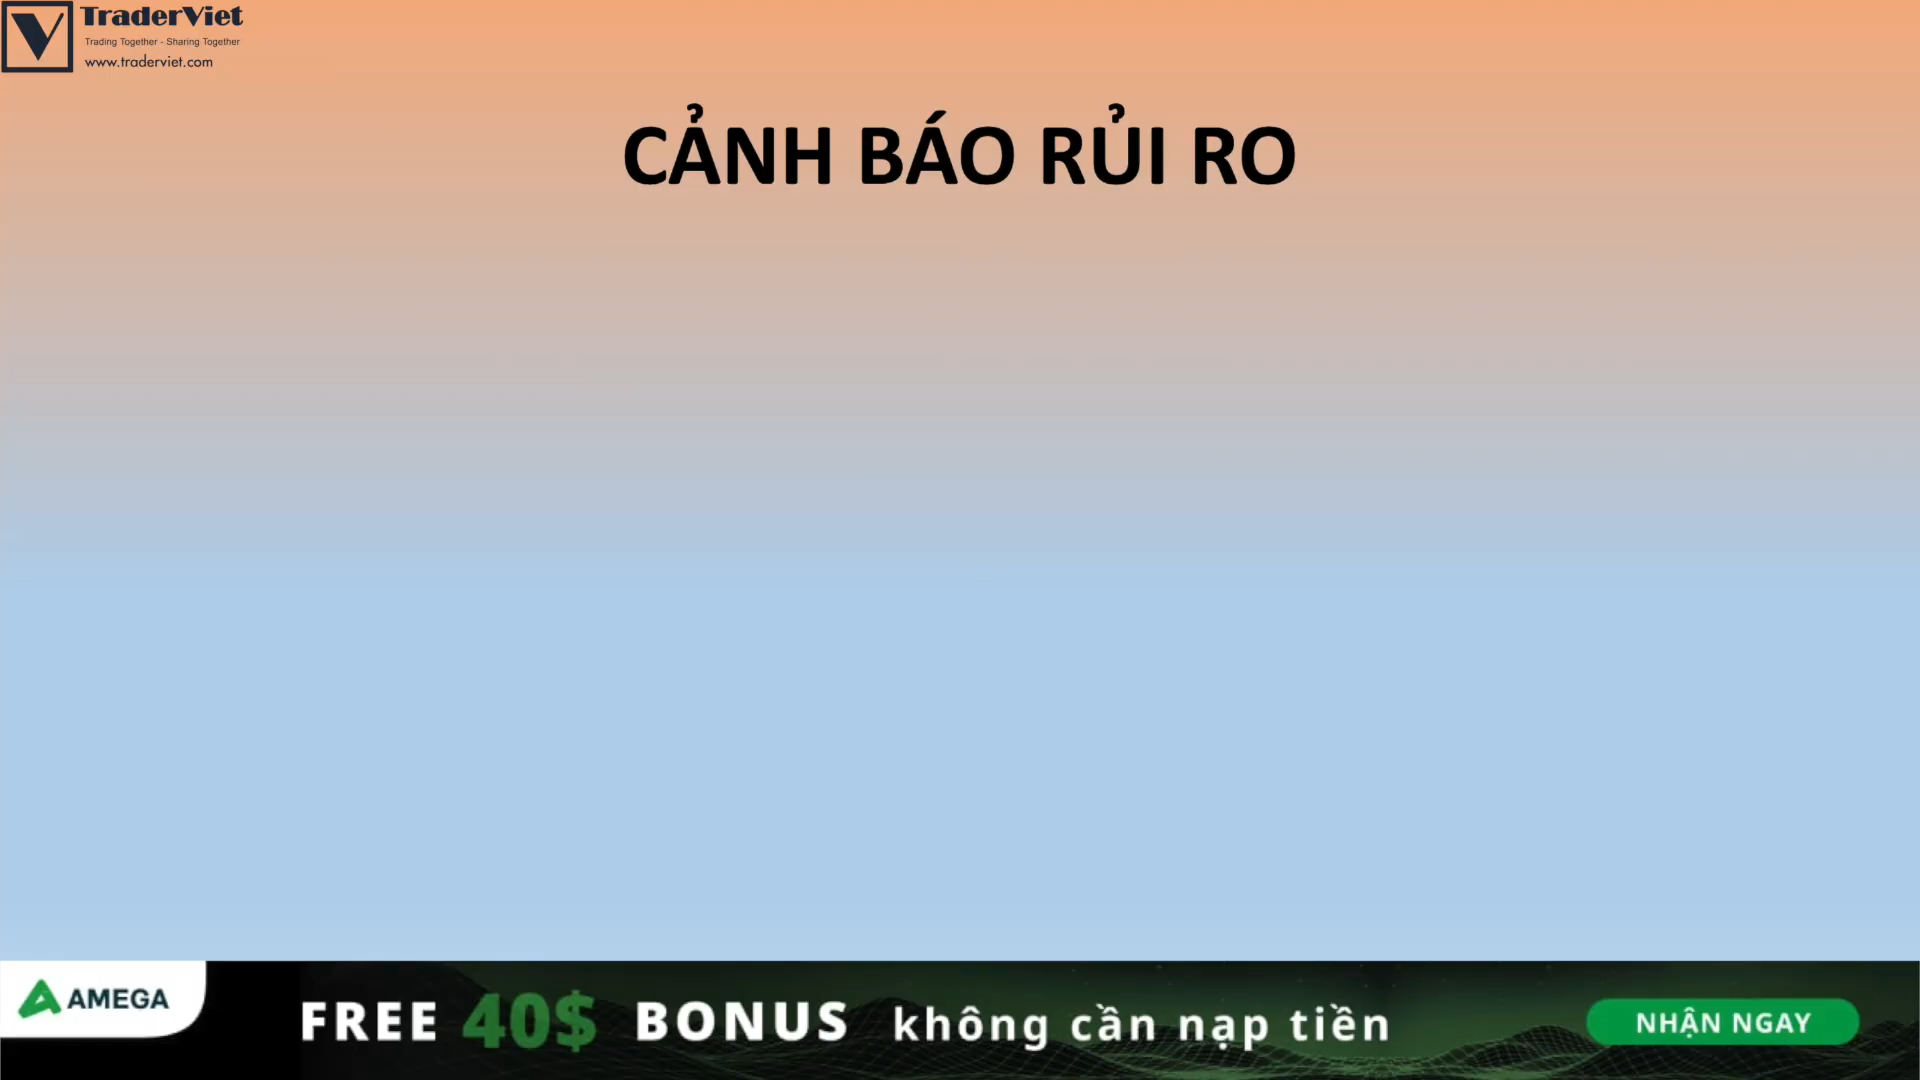 TraderViet
Trading Together - Sharing Together
www.traderviet.com
CẢNH BÁO RỦI RO
AMEGA
FREE 40$ BONUS không cần nạp tiền
NHẬN NGAY